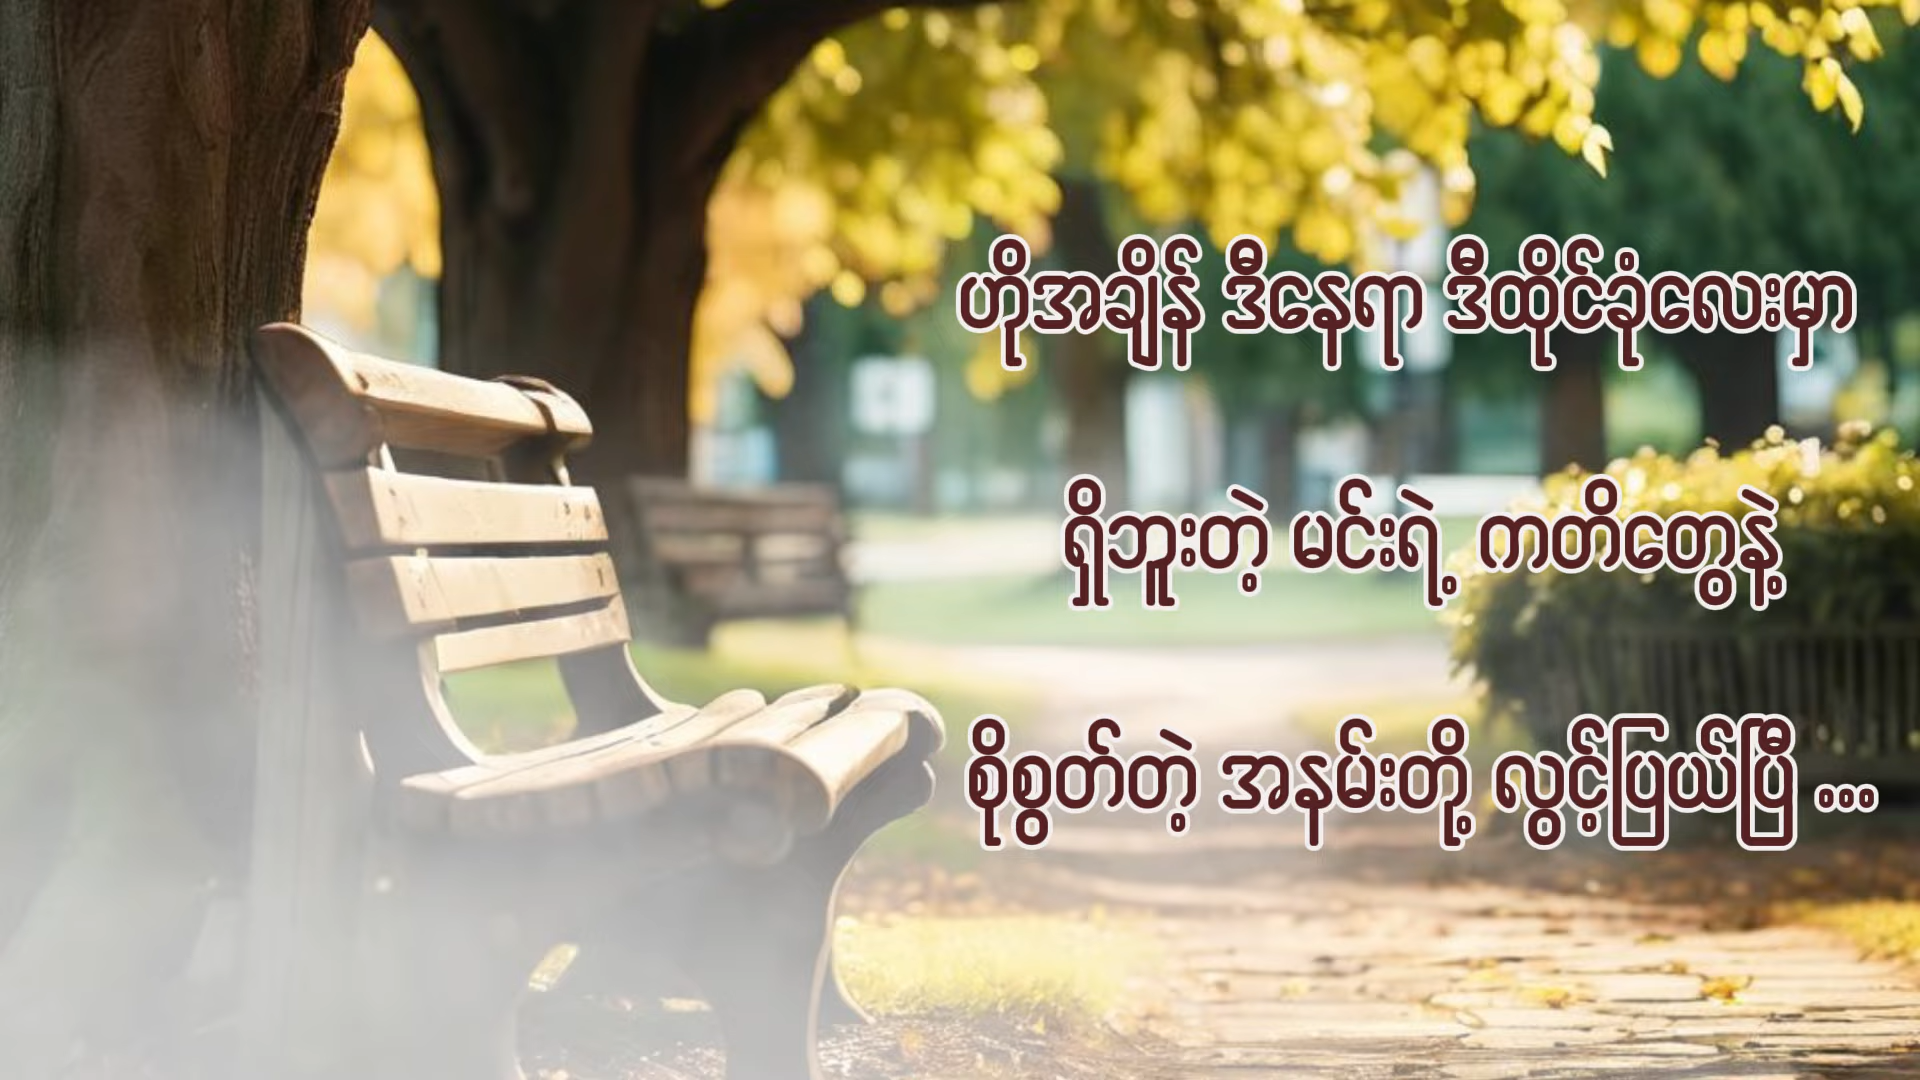 ဟိုအချိန် ဒီနေရာ ဒီထိုင်ခုံလေးမှာ
ရှိဘူးတဲ့ မင်းရဲ့ ကတိတွေနဲ့
စိုစွတ်တဲ့ အနမ်းတို့ လွင့်ပြယ်ပြီ ...